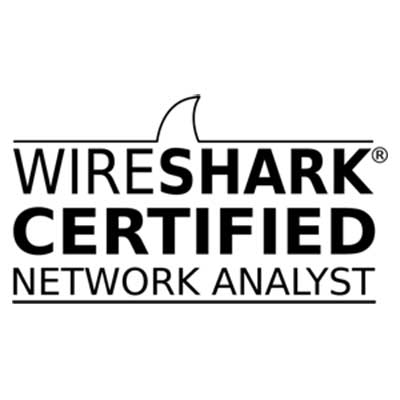 WIRESHARK®
CERTIFIED
NETWORK ANALYST